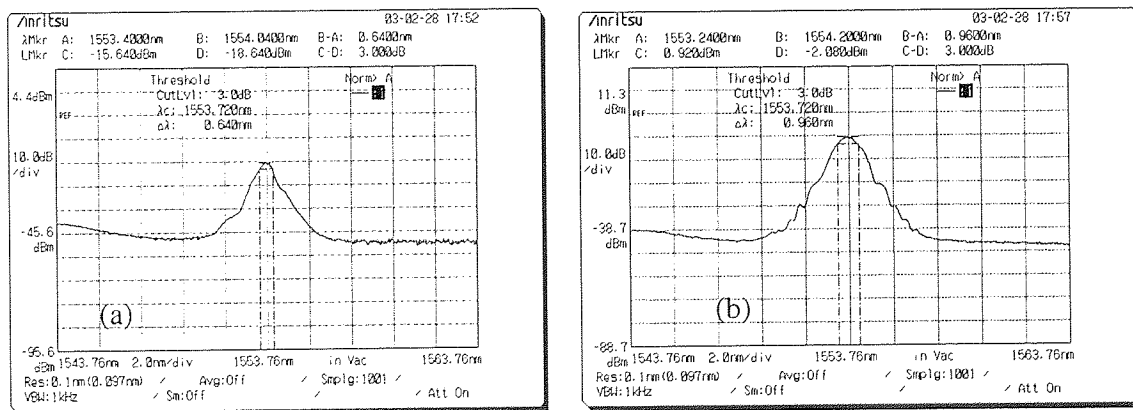 Anritsu 03-02-28 17:52
λMkr A: 1553.4000nm B: 1554.0400nm B-A: 0.6400nm
LMkr C: -15.640dBm D: -18.640dBm C-D: 3.000dB
Threshold Norm> A
CutLvl: 3.0dB
4.4dBm
λc: 1553.720nm
REF
Δλ: 0.640nm
10.0dB
/div
-45.6
dBm
(a)
-95.6
dBm
1543.76nm 2.0nm/div 1553.76nm in Vac 1563.76nm
Res:0.1nm(0.097nm) / Avg:Off / Smplg:1001 /
VBW:1kHz / Sm:Off / / Att On
Anritsu 03-02-28 17:57
λMkr A: 1553.2400nm B: 1554.2000nm B-A: 0.9600nm
LMkr C: 0.920dBm D: -2.080dBm C-D: 3.000dB
Threshold Norm> A
CutLvl: 3.0dB
11.3
dBm
λc: 1553.720nm
REF
Δλ: 0.960nm
10.0dB
/div
-38.7
dBm
(b)
-88.7
dBm
1543.76nm 2.0nm/div 1553.76nm in Vac 1563.76nm
Res:0.1nm(0.097nm) / Avg:Off / Smplg:1001 /
VBW:1kHz / Sm:Off / / Att On